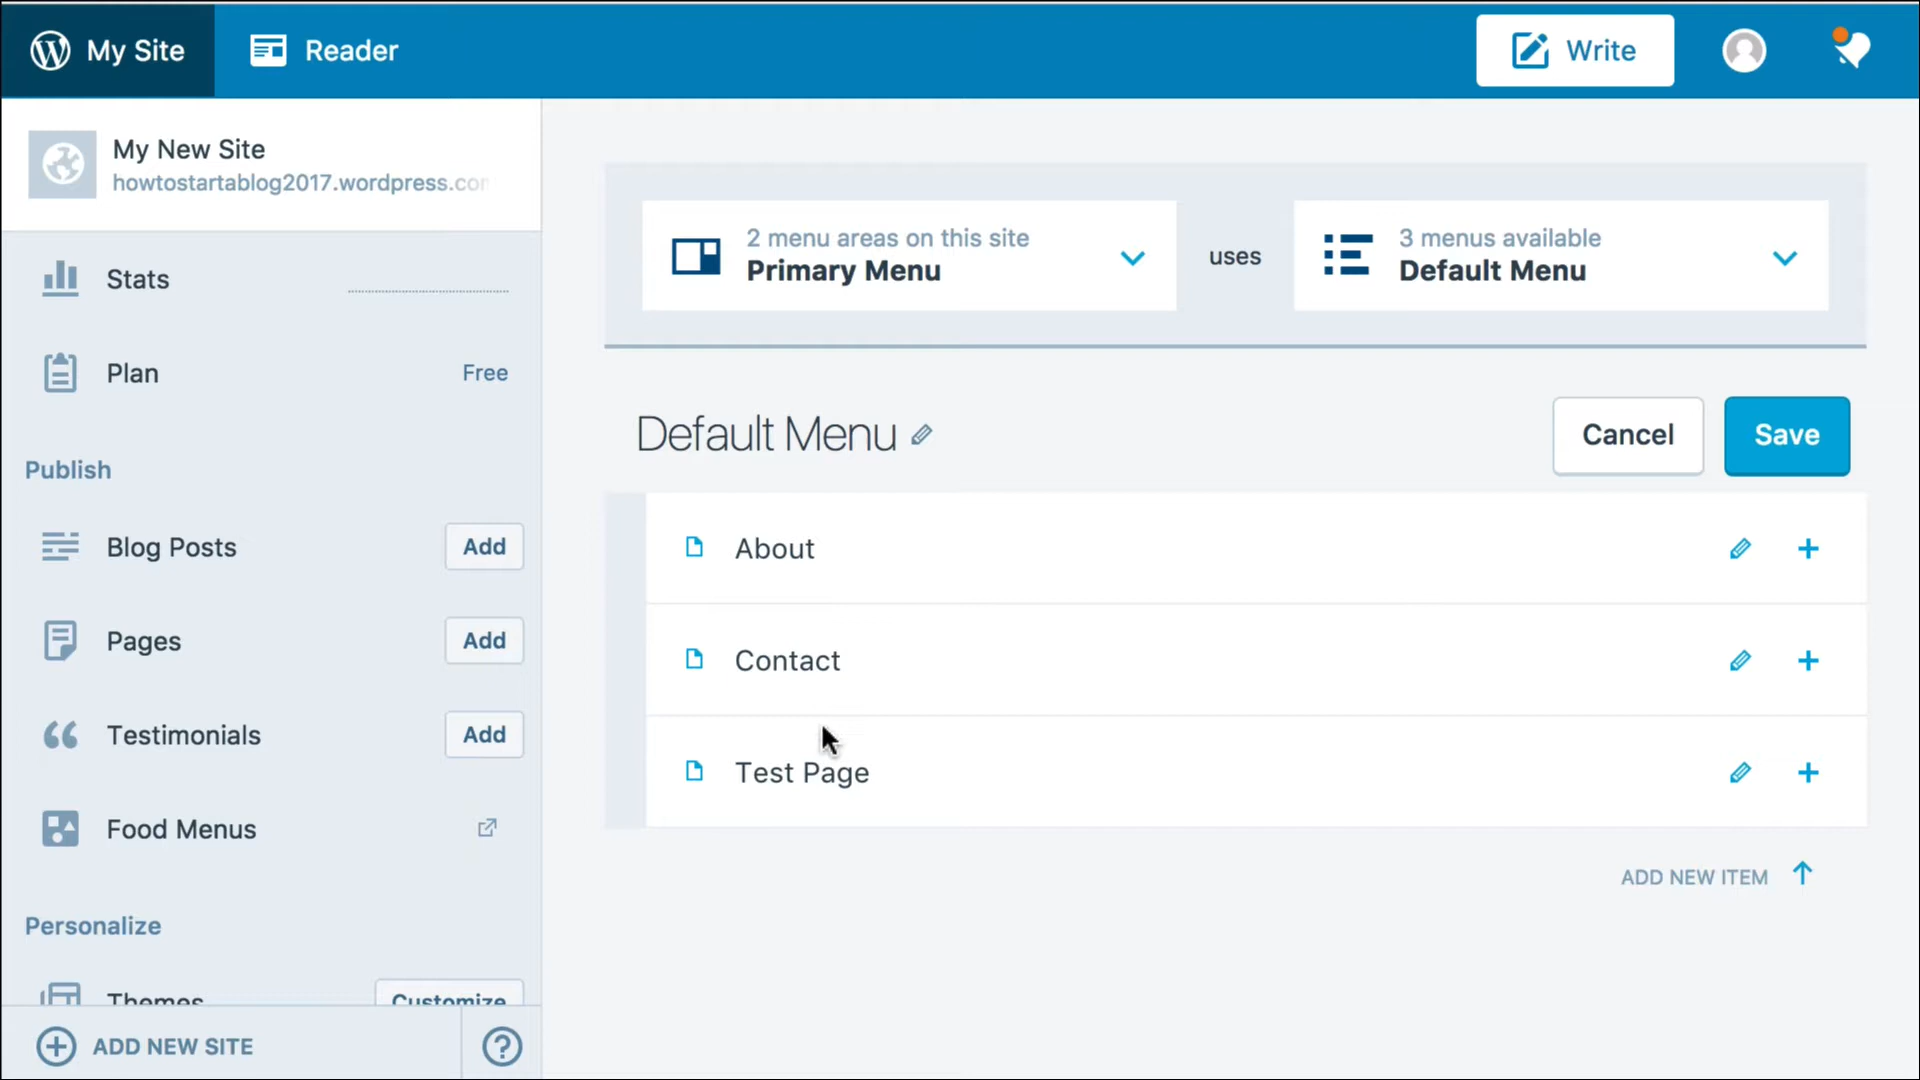 My Site
Reader
Write
My New Site
howtostartablog2017.wordpress.com
Stats
Plan
Free
Publish
Blog Posts
Add
Pages
Add
Testimonials
Add
Food Menus
Personalize
Themes
Customize
ADD NEW SITE
2 menu areas on this site
Primary Menu
uses
3 menus available
Default Menu
Default Menu
Cancel
Save
About
Contact
Test Page
ADD NEW ITEM